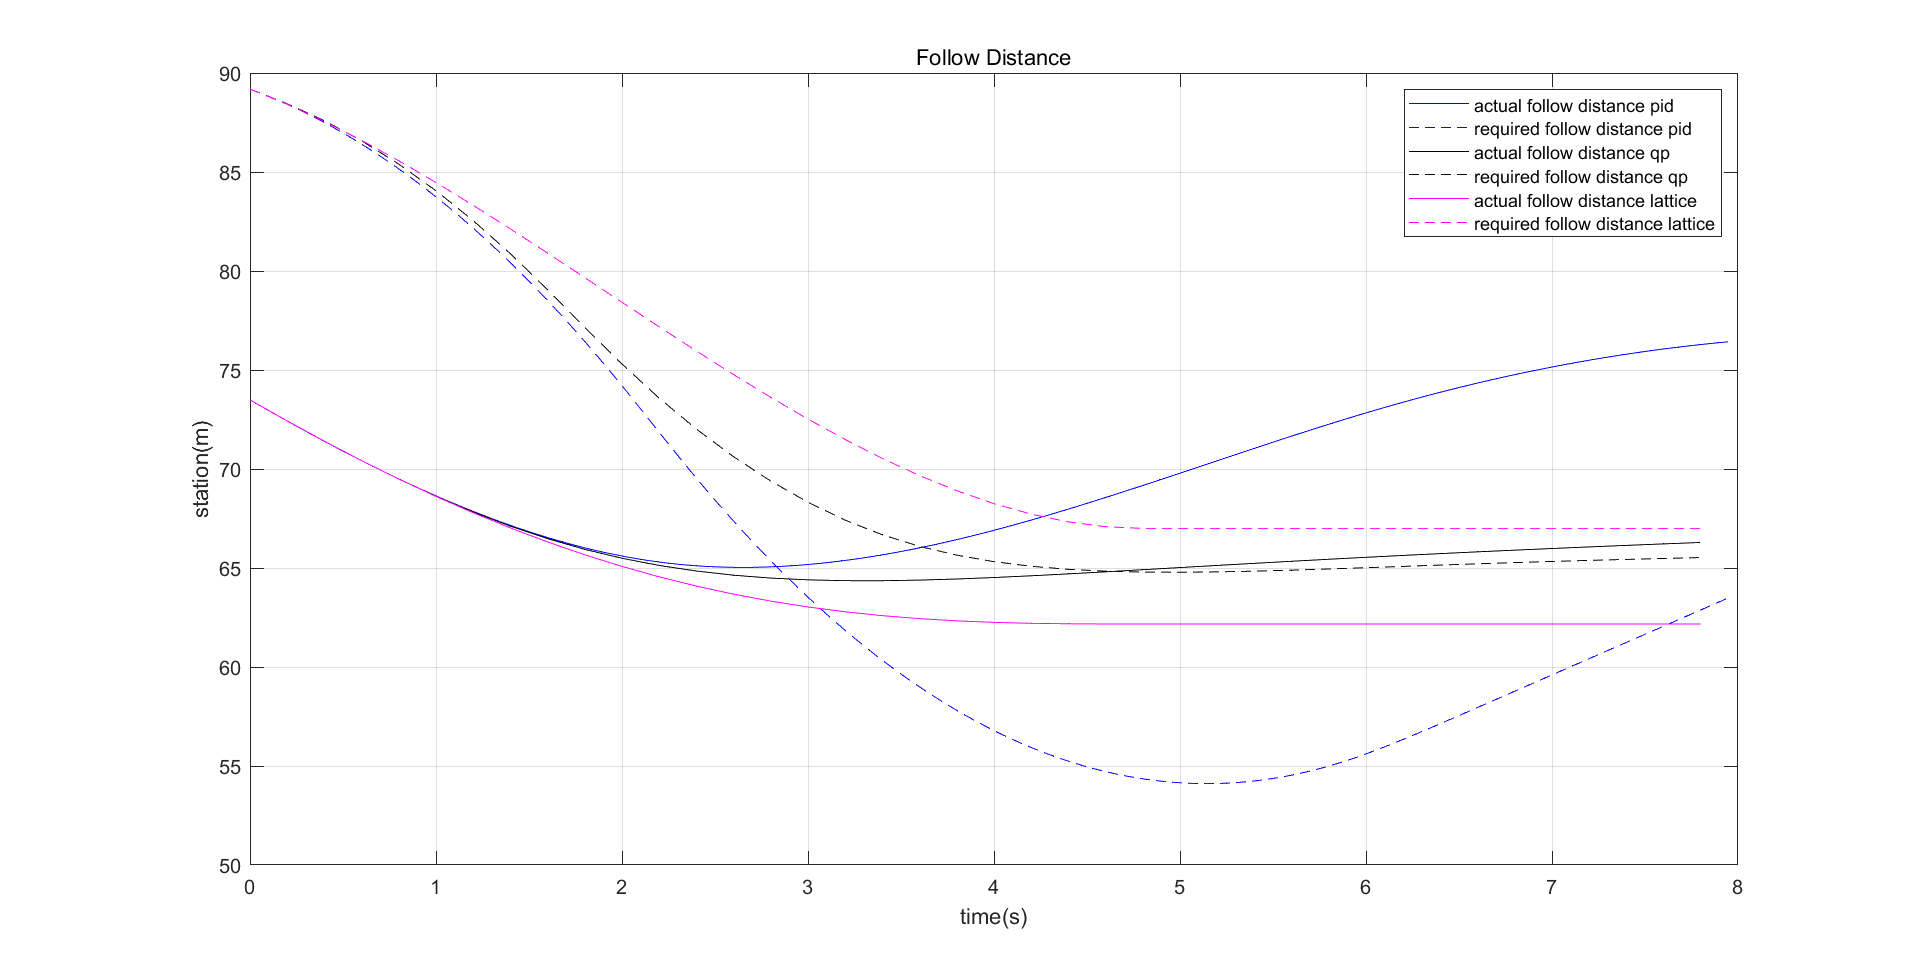 Follow Distance
90
85
80
75
70
65
60
55
50
station(m)
0 1 2 3 4 5 6 7 8
time(s)
actual follow distance pid
required follow distance pid
actual follow distance qp
required follow distance qp
actual follow distance lattice
required follow distance lattice